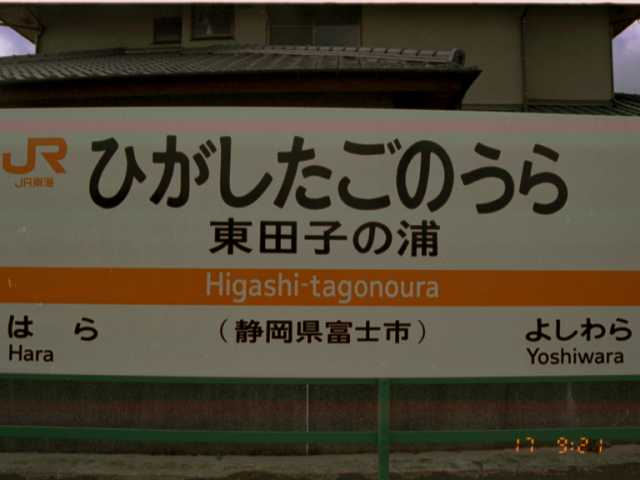 JR
JR東海
ひがしたごのうら
東田子の浦
Higashi-tagonoura
はら
Hara
（静岡県富士市）
よしわら
Yoshiwara
17 9:21